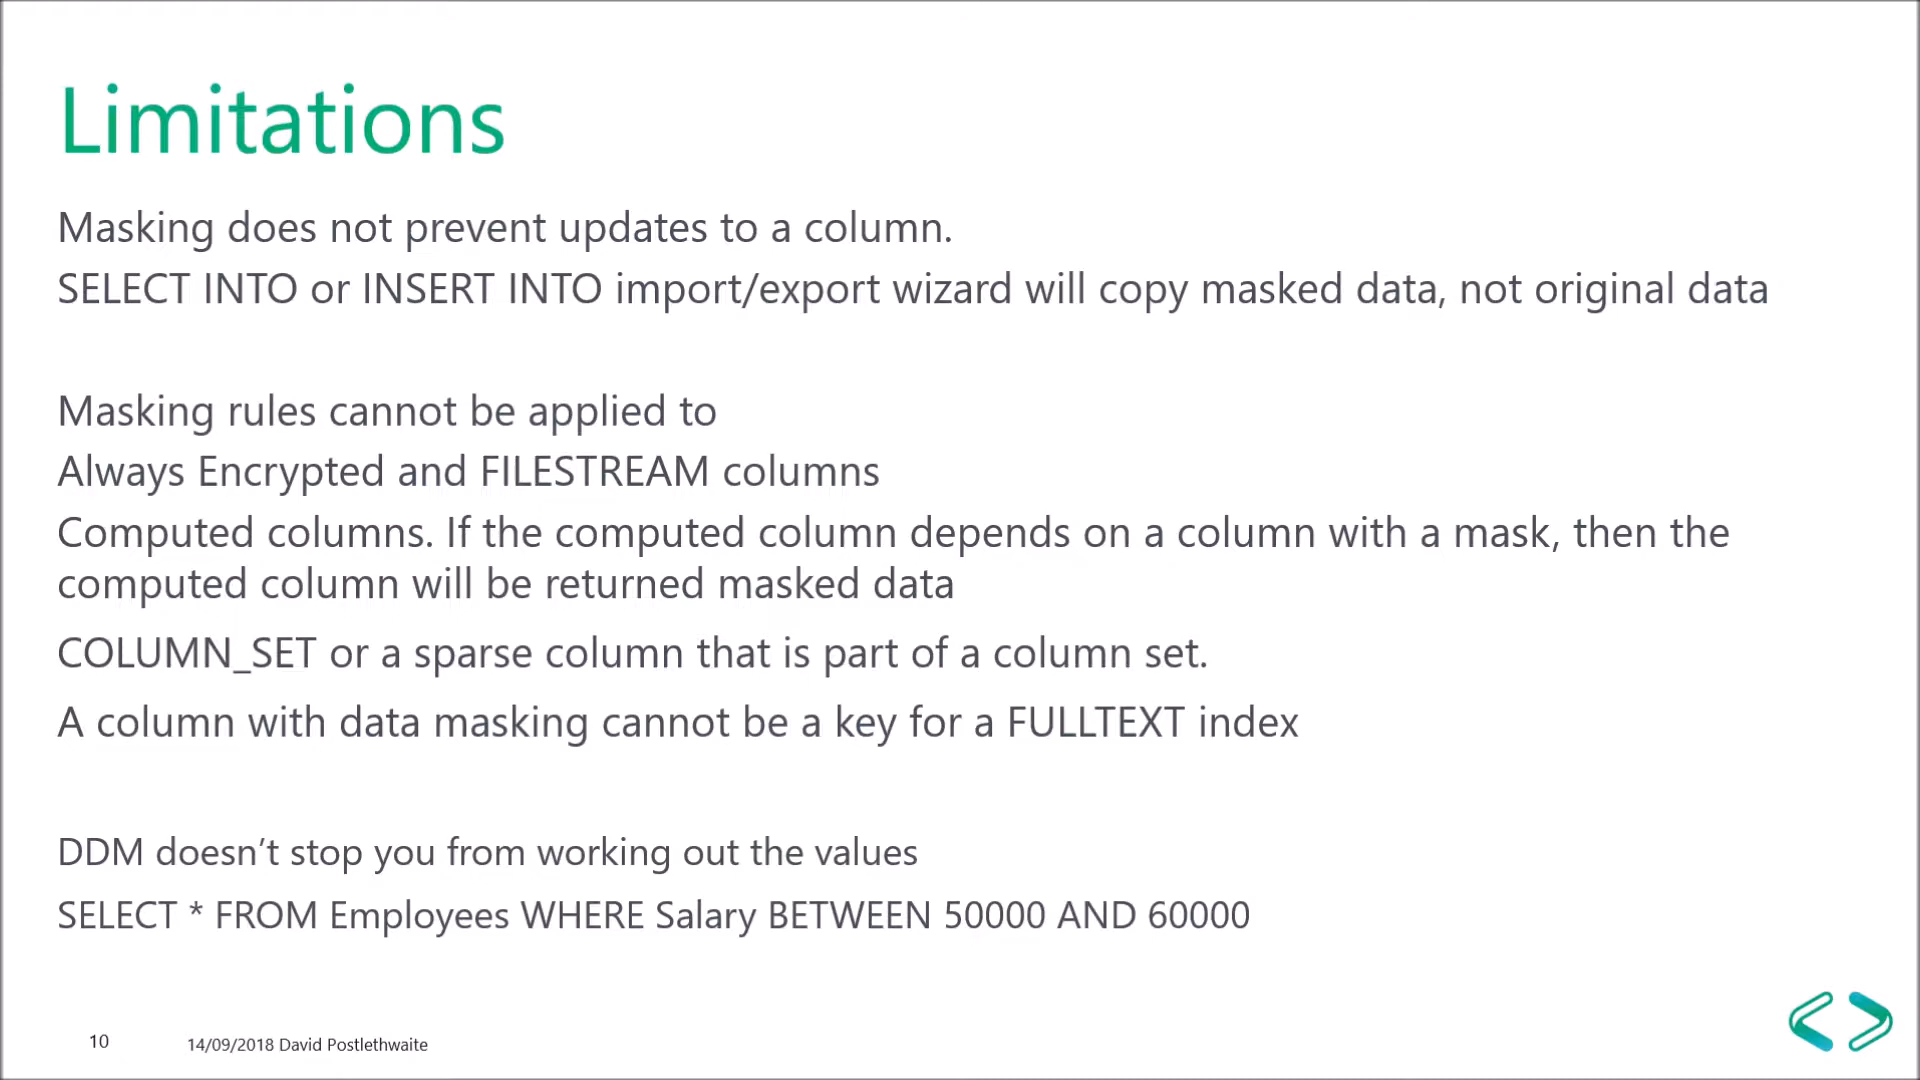 Limitations
Masking does not prevent updates to a column.
SELECT INTO or INSERT INTO import/export wizard will copy masked data, not original data
Masking rules cannot be applied to
Always Encrypted and FILESTREAM columns
Computed columns. If the computed column depends on a column with a mask, then the
computed column will be returned masked data
COLUMN_SET or a sparse column that is part of a column set.
A column with data masking cannot be a key for a FULLTEXT index
DDM doesn’t stop you from working out the values
SELECT * FROM Employees WHERE Salary BETWEEN 50000 AND 60000
10
14/09/2018 David Postlethwaite